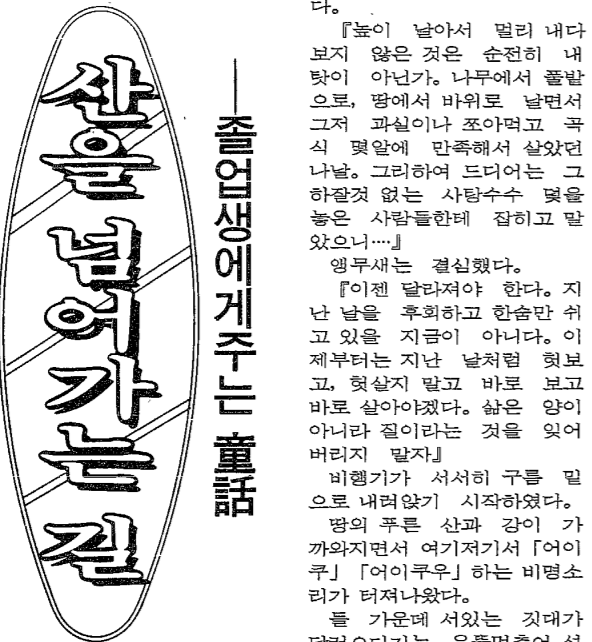 산을 넘어가는 길
—졸업생에게주는 童話
다.
『높이 날아서 멀리 내다
보지 않은 것은 순전히 내
탓이 아닌가. 나무에서 풀밭
으로, 땅에서 바위로 날면서
그저 과실이나 쪼아먹고 곡
식 몇알에 만족해서 살았던
나날. 그리하여 드디어는 그
하잘것 없는 사탕수수 덫을
놓은 사람들한테 잡히고 말
았으니….』
앵무새는 결심했다.
『이젠 달라져야 한다. 지
난 날을 후회하고 한숨만 쉬
고 있을 지금이 아니다. 이
제부터는 지난 날처럼 헛보
고, 헛살지 말고 바로 보고
바로 살아야겠다. 삶은 양이
아니라 질이라는 것을 잊어
버리지 말자』
비행기가 서서히 구름 밑
으로 내려앉기 시작하였다.
땅의 푸른 산과 강이 가
까와지면서 여기저기서 「어이
쿠」 「어이쿠우」 하는 비명소
리가 터져나왔다.
들 가운데 서있는 깃대가